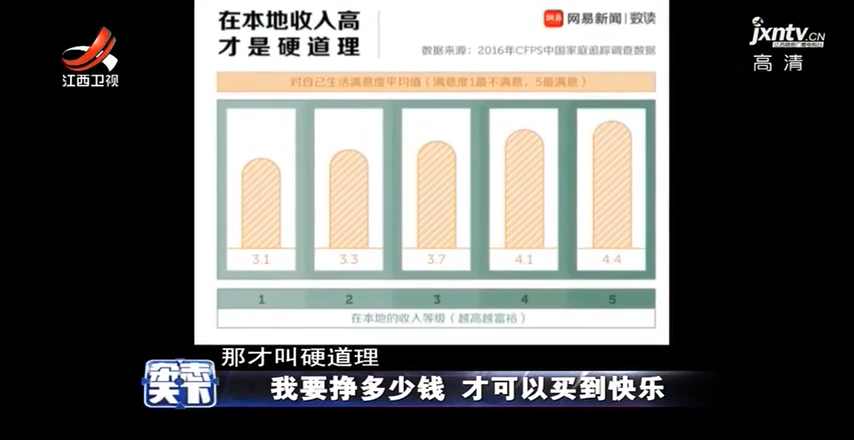 在本地收入高
才是硬道理
网易 网易新闻 | 数读
数据来源：2016年CFPS中国家庭追踪调查数据
江西卫视
jxntv.CN
高清
对自己生活满意度平均值（满意度1最不满意，5最满意）
3.1 3.3 3.7 4.1 4.4
1 2 3 4 5
在本地的收入等级（越高越富裕）
那才叫硬道理
杂志天下
我要挣多少钱 才可以买到快乐